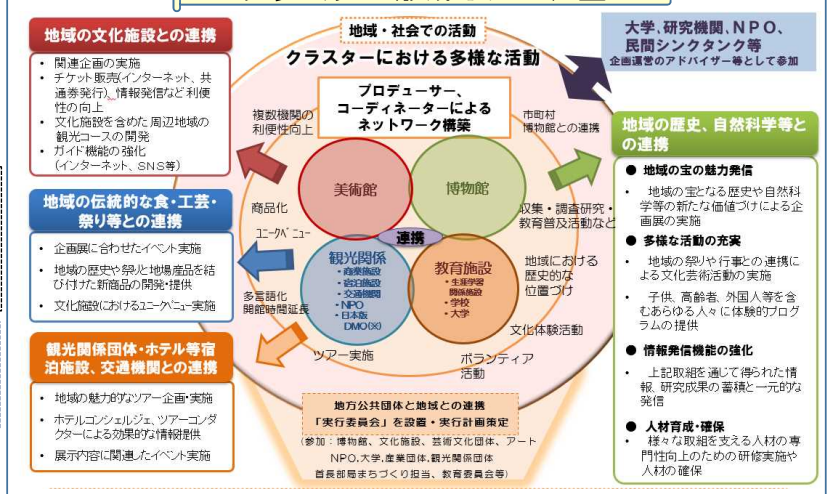 地域の文化施設との連携
• 関連企画の実施
• チケット販売(インターネット、共
通券発行)、情報発信など利便
性の向上
• 文化施設を含めた周辺地域の
観光コースの開発
• ガイド機能の強化
(インターネット、SNS等)
地域の伝統的な食・工芸・
祭り等との連携
• 企画展に合わせたイベント実施
• 地域の歴史や祭りと地場産品を結
び付けた新商品の開発・提供
• 文化施設におけるユニークベニュー実施
観光関係団体・ホテル等宿
泊施設、交通機関との連携
• 地域の魅力的なツアー企画・実施
• ホテルコンシェルジェ、ツアーコンダ
クターによる効果的な情報提供
• 展示内容に関連したイベント実施
地域・社会での活動
クラスターにおける多様な活動
プロデューサー、
コーディネーターによる
ネットワーク構築
複数機関の
利便性向上
市町村
博物館との連携
美術館
博物館
商品化
ユニークベニュー
収集・調査研究・
教育普及活動など
連携
観光関係
・商業施設
・宿泊施設
・交通機関
・NPO
・日本版
DMO(※)
教育施設
・生涯学習
関係施設
・学校
・大学
地域における
歴史的な
位置づけ
多言語化
開館時間延長
文化体験活動
ツアー実施
ボランティア
活動
地方公共団体と地域との連携
「実行委員会」を設置・実行計画策定
(参加:博物館、文化施設、芸術文化団体、アート
NPO,大学,産業団体,観光関係団体
首長部局まちづくり担当、教育委員会等)
大学、研究機関、NPO、
民間シンクタンク等
企画運営のアドバイザー等として参加
地域の歴史、自然科学等と
の連携
● 地域の宝の魅力発信
• 地域の宝となる歴史や自然科
学等の新たな価値づけによる企
画展の実施
● 多様な活動の充実
• 地域の祭りや行事との連携に
よる文化芸術活動の実施
• 子供、高齢者、外国人等を含
むあらゆる人々に体験的プログ
ラムの提供
● 情報発信機能の強化
• 上記取組を通じて得られた情
報、研究成果の蓄積と一元的な
発信
● 人材育成・確保
• 様々な取組を支える人材の専
門性向上のための研修実施や
人材の確保